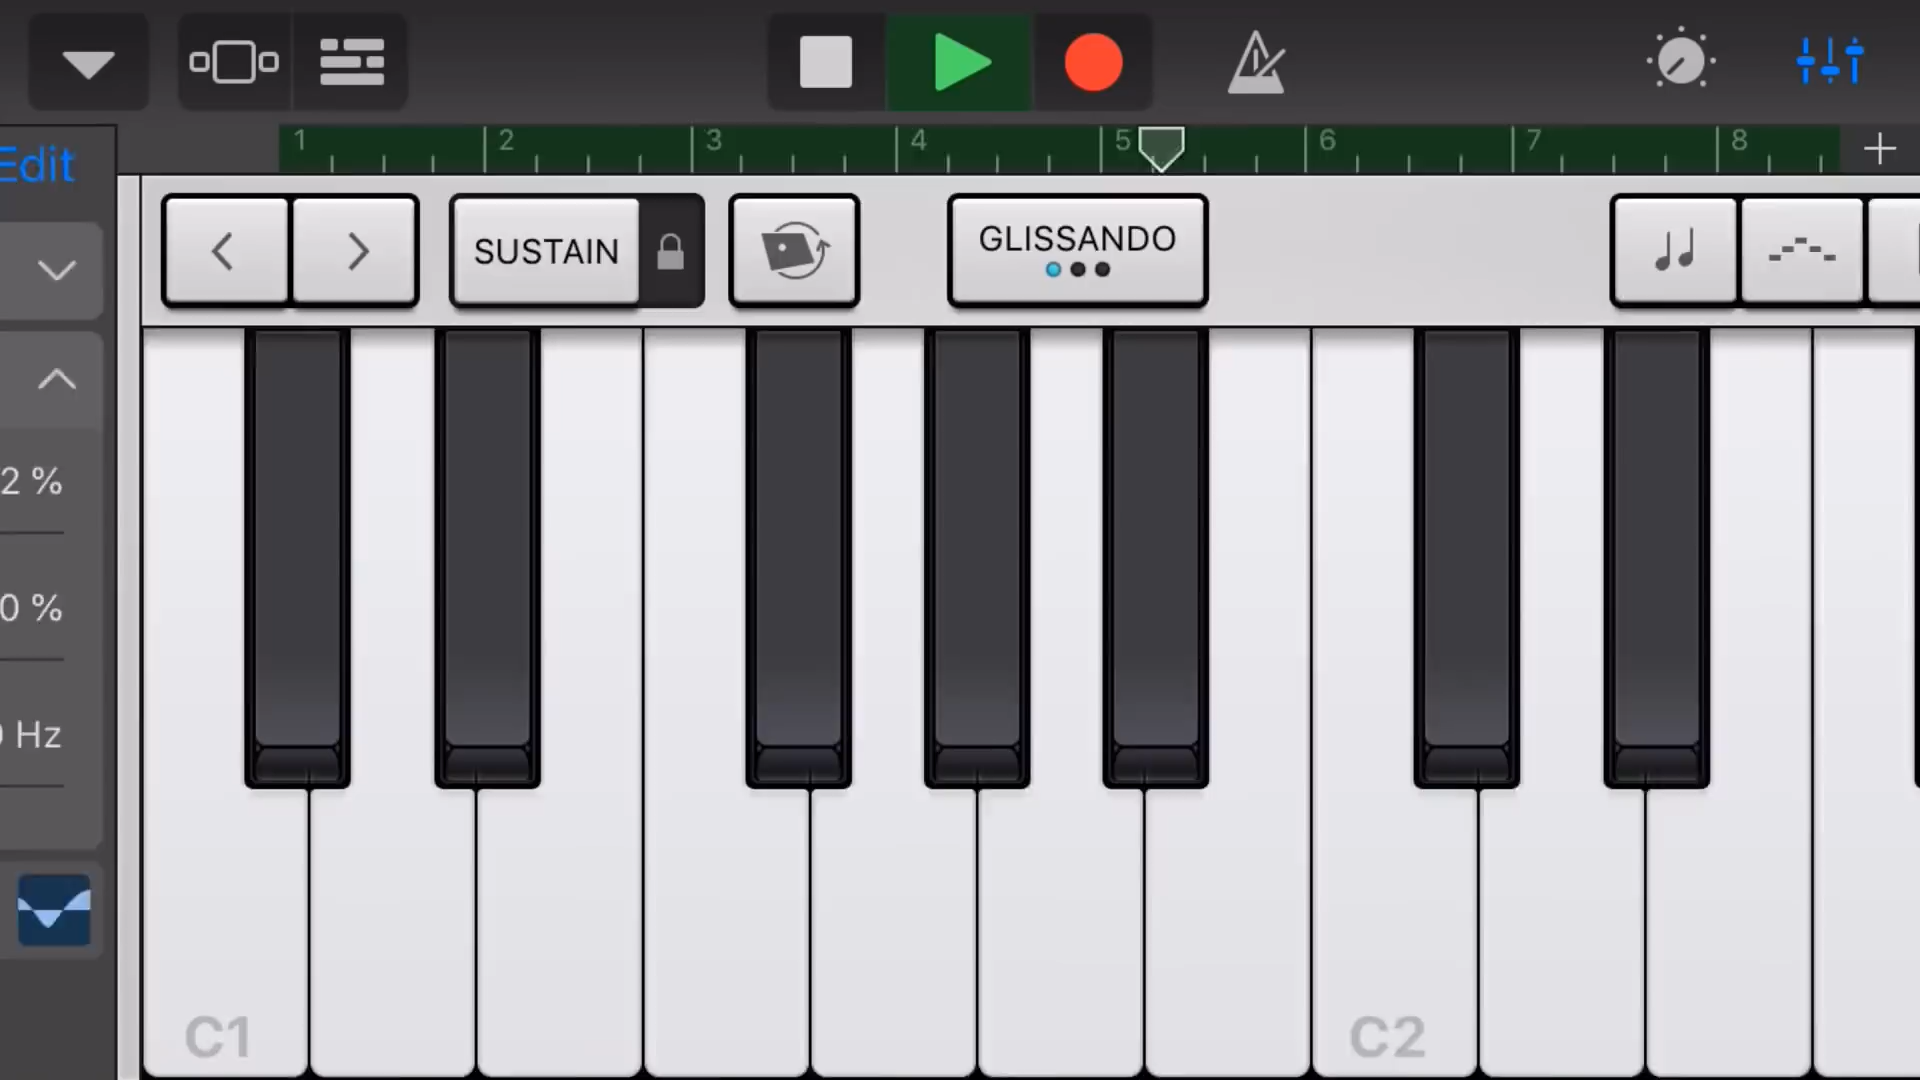 1 2 3 4 5 6 7 8
Edit
SUSTAIN
GLISSANDO
2 %
0 %
Hz
C1 C2